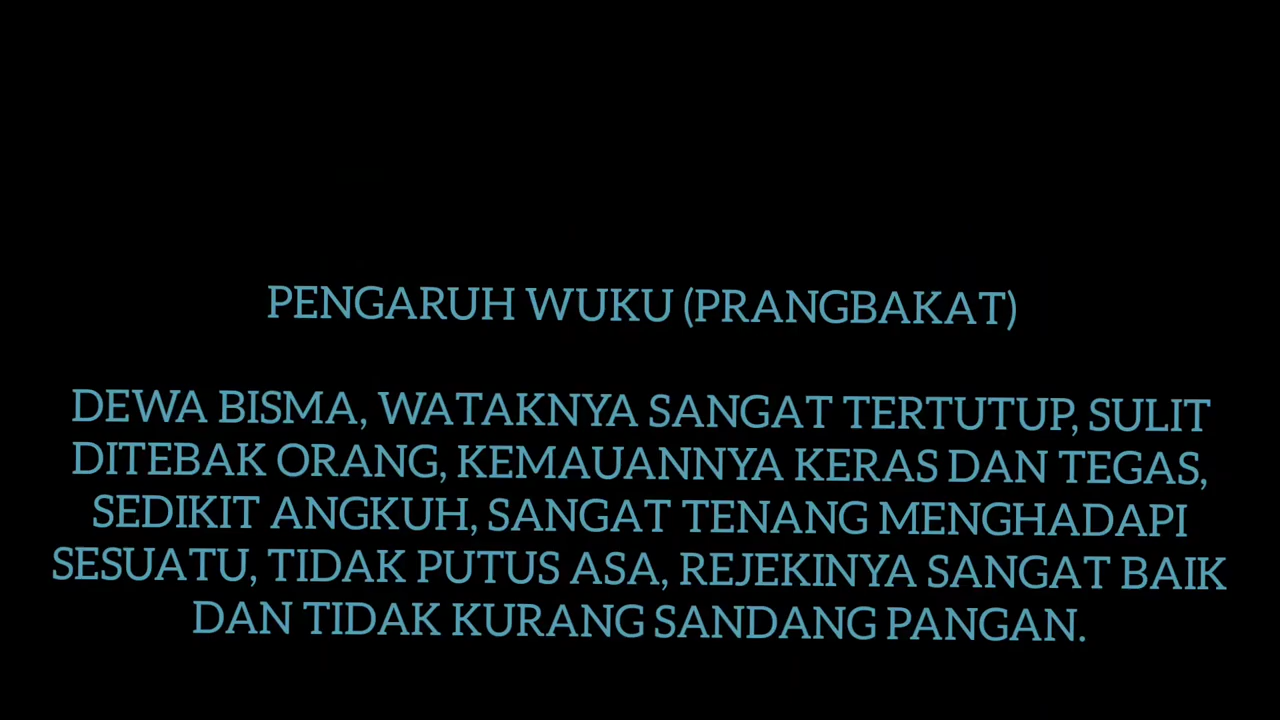 PENGARUH WUKU (PRANGBAKAT)
DEWA BISMA, WATAKNYA SANGAT TERTUTUP, SULIT
DITEBAK ORANG, KEMAUANNYA KERAS DAN TEGAS,
SEDIKIT ANGKUH, SANGAT TENANG MENGHADAPI
SESUATU, TIDAK PUTUS ASA, REJEKINYA SANGAT BAIK
DAN TIDAK KURANG SANDANG PANGAN.